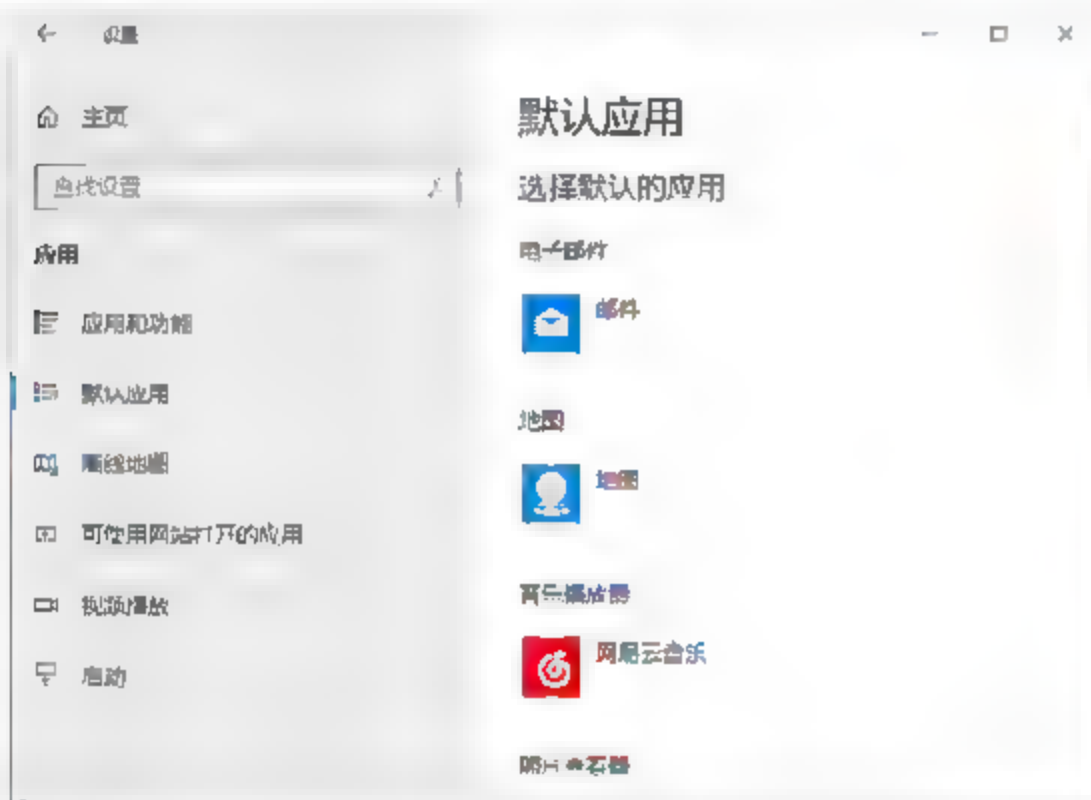 设置
主页
查找设置
应用
应用和功能
默认应用
离线地图
可使用网站打开的应用
视频播放
启动
默认应用
选择默认的应用
电子邮件
邮件
地图
地图
音乐播放器
网易云音乐
照片查看器